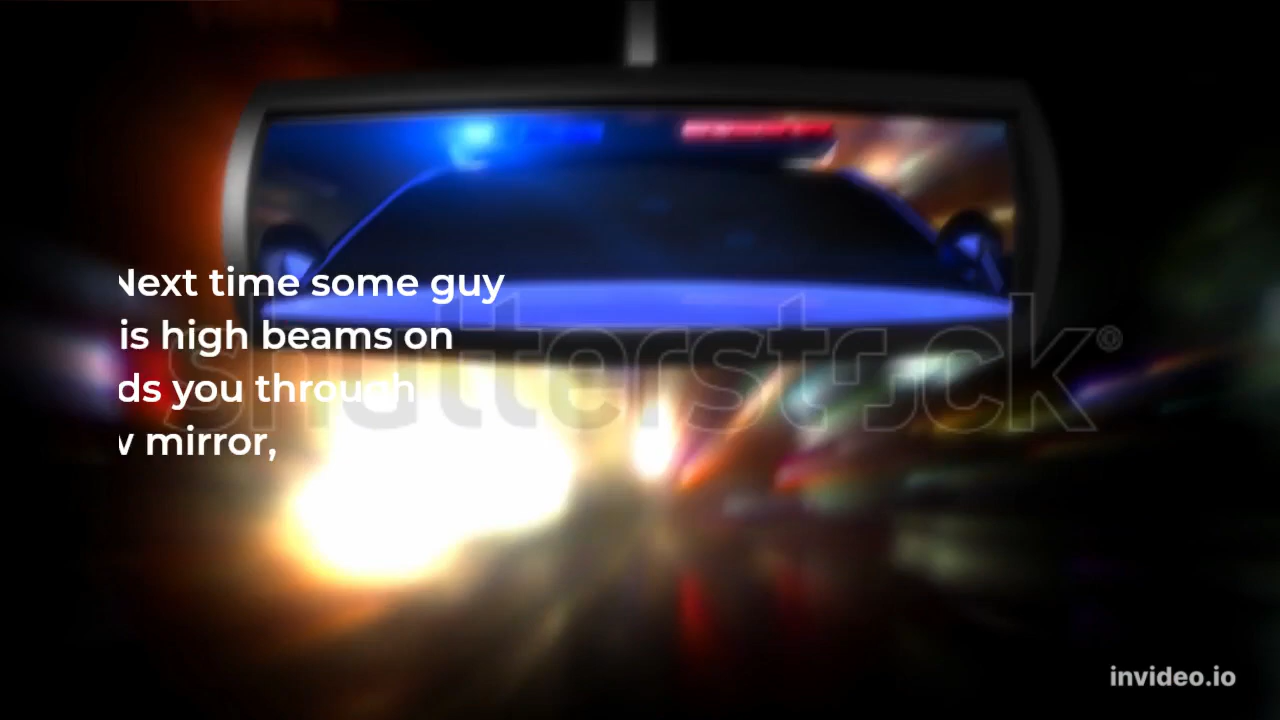 Next time some guy
is high beams on
ds you through
w mirror,
shutterstock®
invideo.io